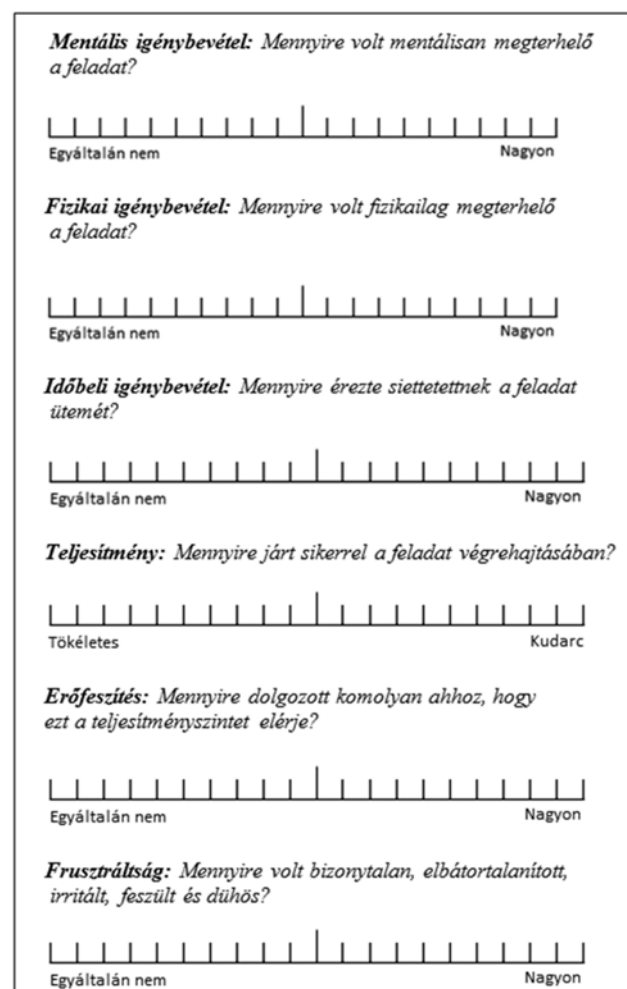 Mentális igénybevétel: Mennyire volt mentálisan megterhelő
a feladat?
Egyáltalán nem Nagyon
Fizikai igénybevétel: Mennyire volt fizikailag megterhelő
a feladat?
Egyáltalán nem Nagyon
Időbeli igénybevétel: Mennyire érezte siettetettnek a feladat
ütemét?
Egyáltalán nem Nagyon
Teljesítmény: Mennyire járt sikerrel a feladat végrehajtásában?
Tökéletes Kudarc
Erőfeszítés: Mennyire dolgozott komolyan ahhoz, hogy
ezt a teljesítményszintet elérje?
Egyáltalán nem Nagyon
Frusztráltság: Mennyire volt bizonytalan, elbátortalanított,
irritált, feszült és dühös?
Egyáltalán nem Nagyon